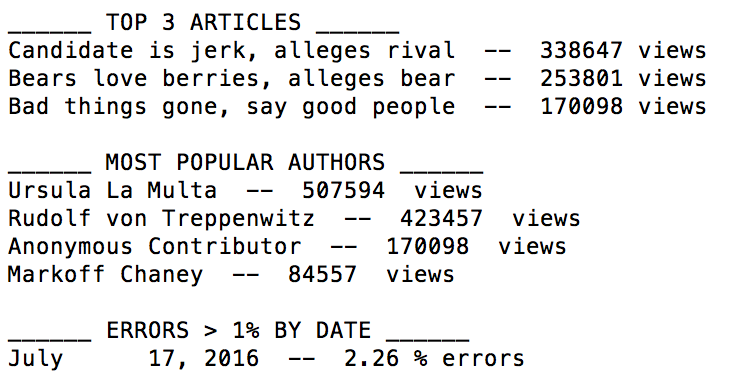 ______ TOP 3 ARTICLES ______
Candidate is jerk, alleges rival  --  338647 views
Bears love berries, alleges bear  --  253801 views
Bad things gone, say good people  --  170098 views

______ MOST POPULAR AUTHORS ______
Ursula La Multa  --  507594  views
Rudolf von Treppenwitz  --  423457  views
Anonymous Contributor  --  170098  views
Markoff Chaney  --  84557  views

______ ERRORS > 1% BY DATE ______
July      17, 2016  --  2.26 % errors